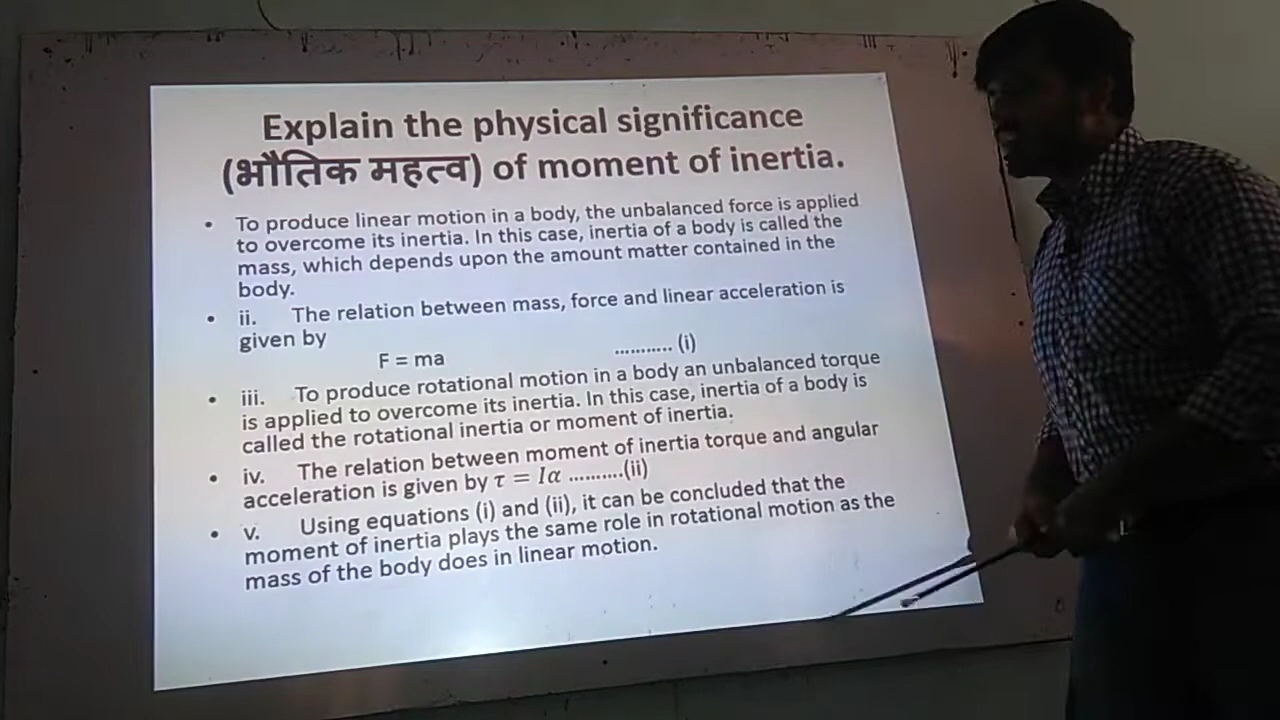 Explain the physical significance
(भौतिक महत्व) of moment of inertia.
• To produce linear motion in a body, the unbalanced force is applied
to overcome its inertia. In this case, inertia of a body is called the
mass, which depends upon the amount matter contained in the
body.
• ii. The relation between mass, force and linear acceleration is
given by
F = ma ........... (i)
• iii. To produce rotational motion in a body an unbalanced torque
is applied to overcome its inertia. In this case, inertia of a body is
called the rotational inertia or moment of inertia.
• iv. The relation between moment of inertia torque and angular
acceleration is given by τ = Iα ..........(ii)
• v. Using equations (i) and (ii), it can be concluded that the
moment of inertia plays the same role in rotational motion as the
mass of the body does in linear motion.